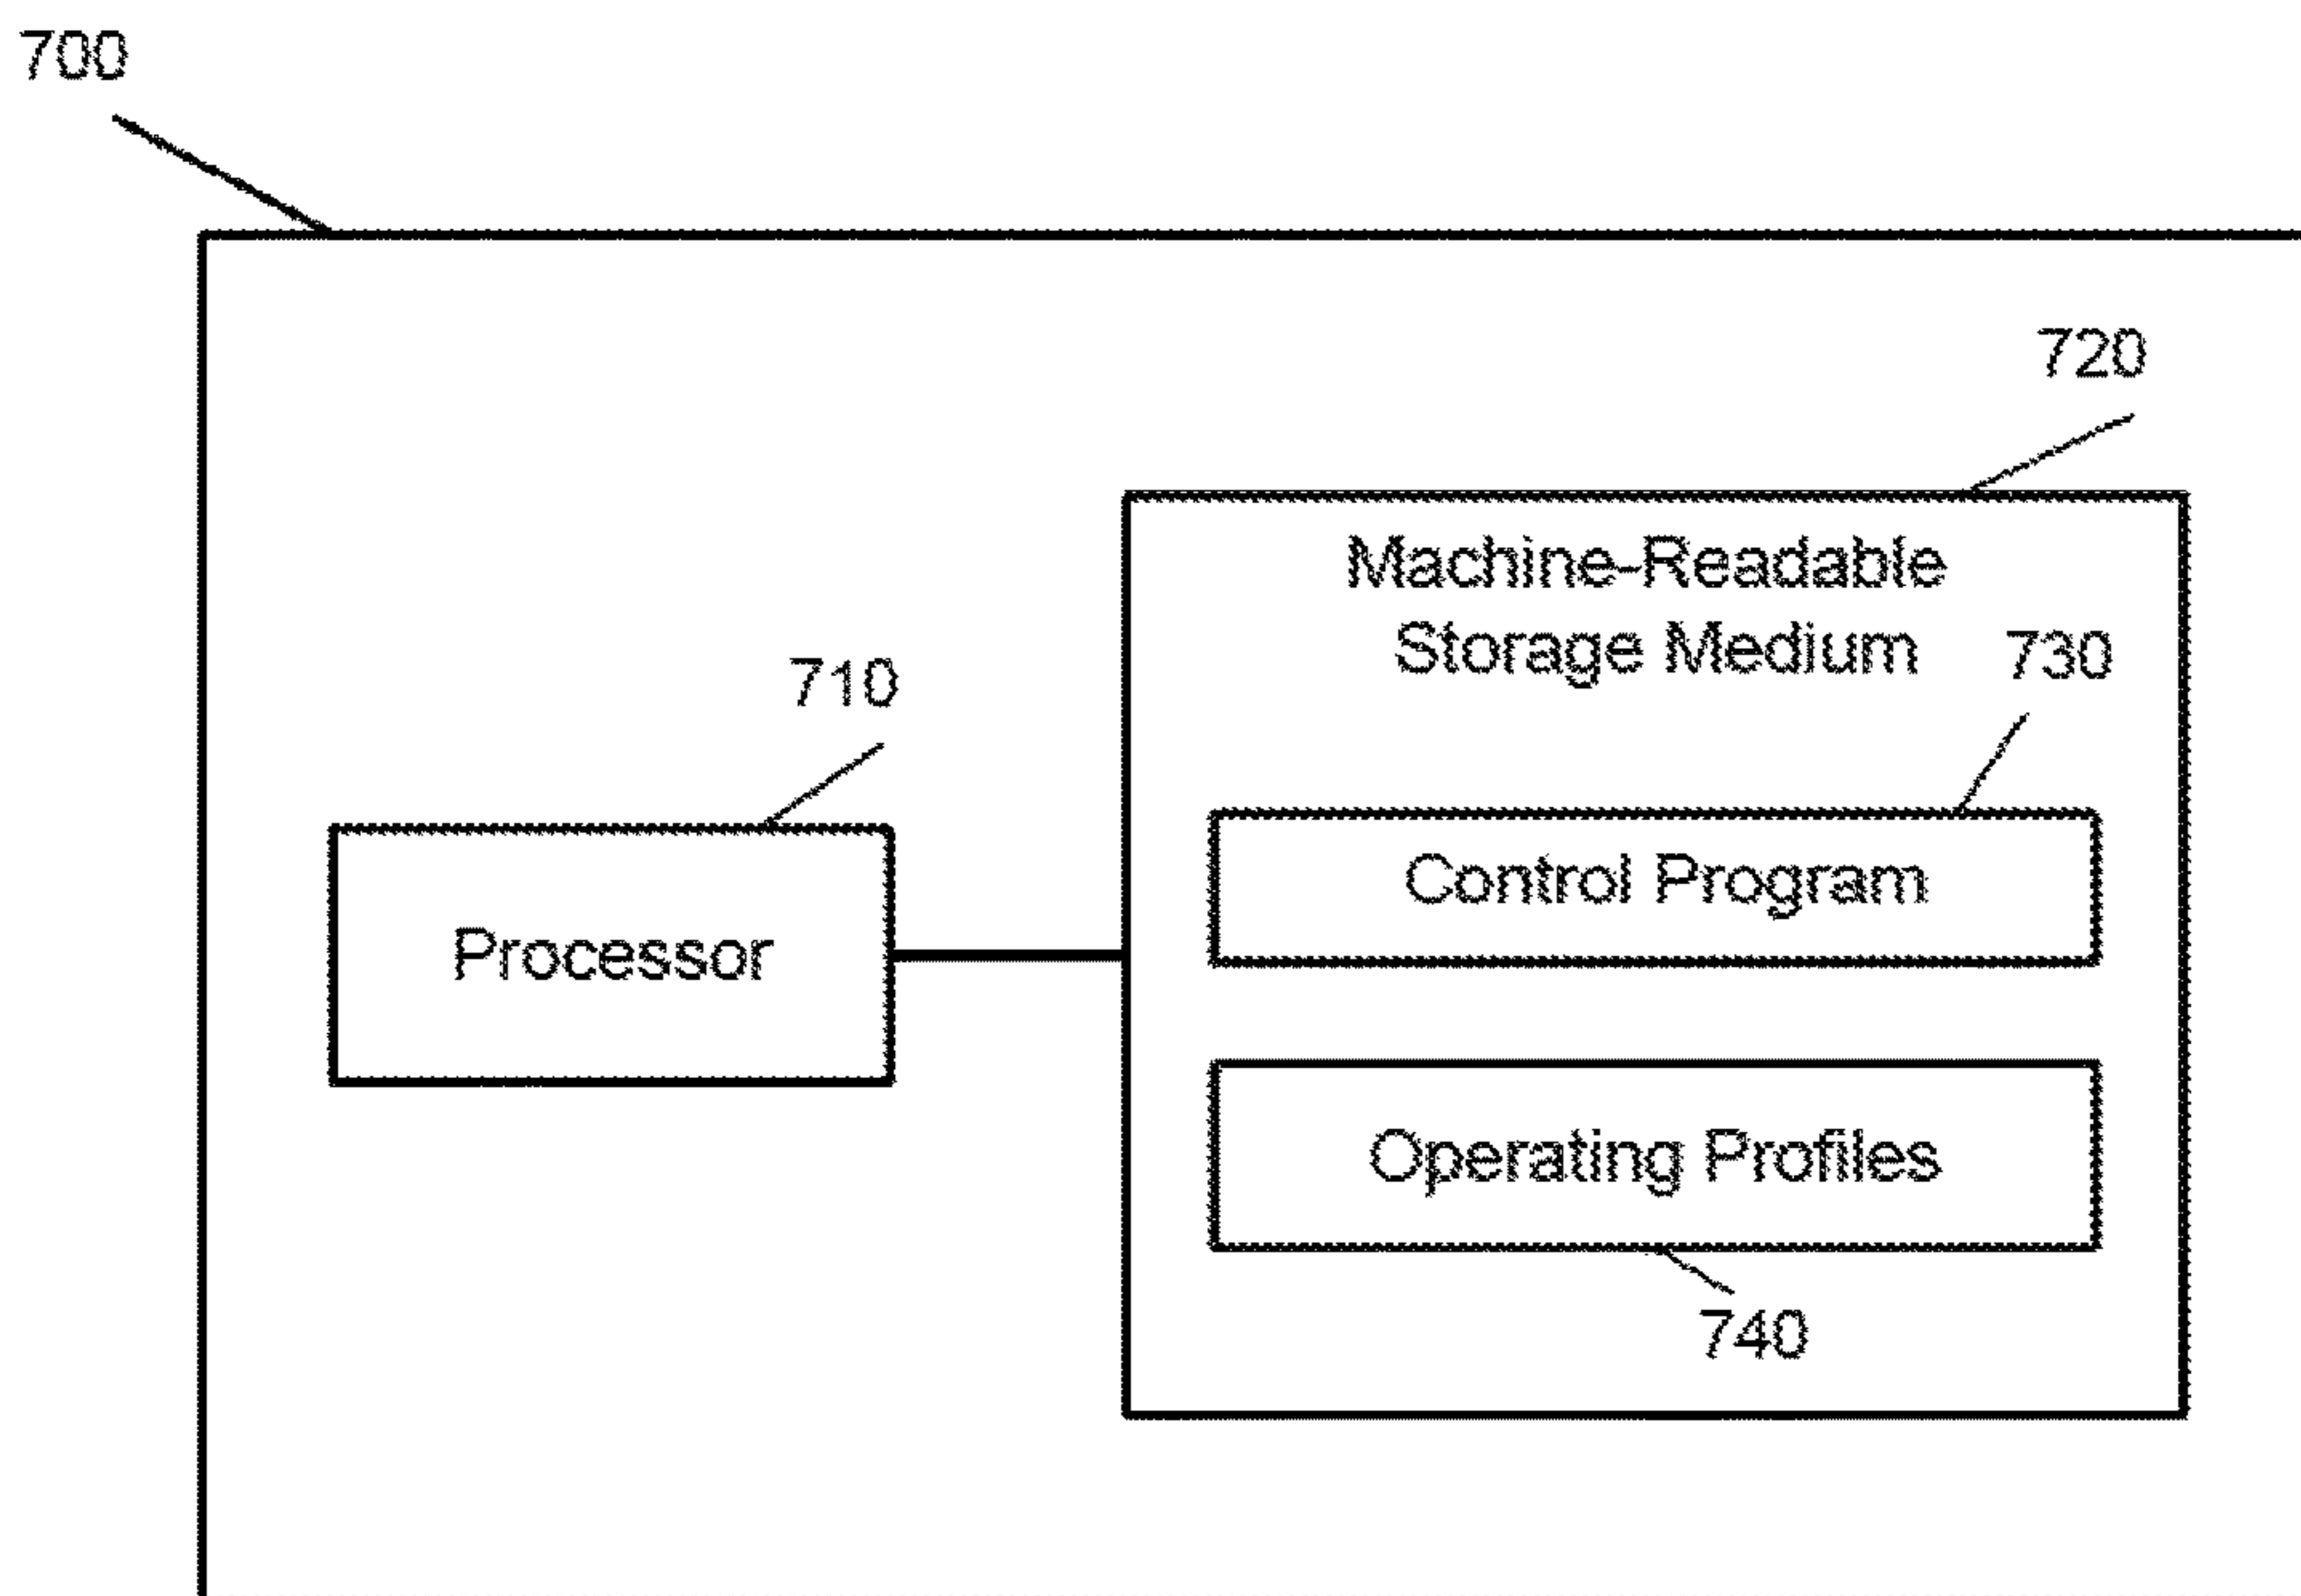 700
720
Machine-Readable
Storage Medium
730
710
Control Program
Processor
Operating Profiles
740